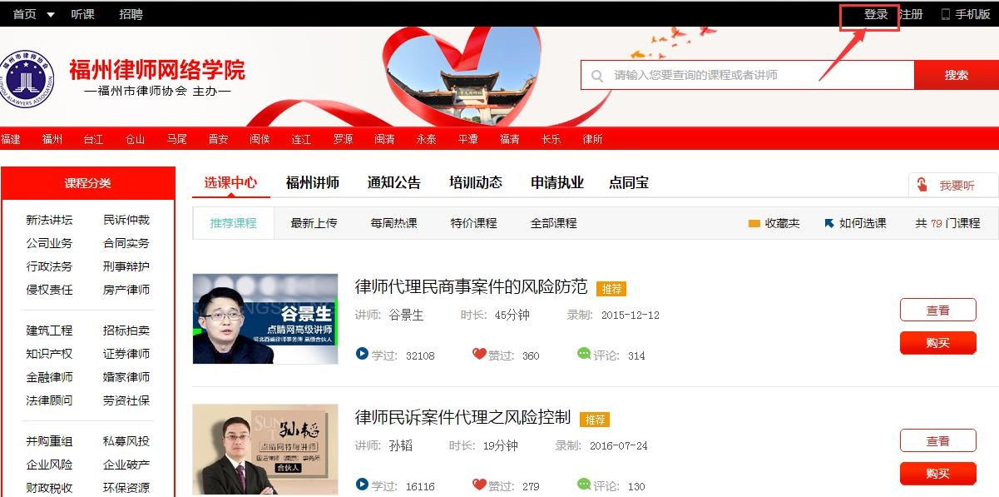 首页 听课 招聘 登录 注册 手机版
福州律师网络学院
—福州市律师协会 主办—
请输入您要查询的课程或者讲师 搜索
福建 福州 台江 仓山 马尾 晋安 闽侯 连江 罗源 闽清 永泰 平潭 福清 长乐 律所
课程分类
新法讲坛 民诉仲裁
公司业务 合同实务
行政法务 刑事辩护
侵权责任 房产律师
建筑工程 招标拍卖
知识产权 证券律师
金融律师 婚家律师
法律顾问 劳资社保
并购重组 私募风投
企业风险 企业破产
财政税收 环保资源
选课中心 福州讲师 通知公告 培训动态 申请执业 点同宝 我要听
推荐课程 最新上传 每周热课 特价课程 全部课程 收藏夹 如何选课 共 79 门课程
谷景生
点睛网高级讲师
律师代理民商事案件的风险防范 推荐
讲师: 谷景生 时长: 45分钟 录制: 2015-12-12
学过: 32108 赞过: 360 评论: 314
查看
购买
孙韬
点睛网特聘讲师
合伙人
律师民诉案件代理之风险控制 推荐
讲师: 孙韬 时长: 19分钟 录制: 2016-07-24
学过: 16116 赞过: 279 评论: 130
查看
购买